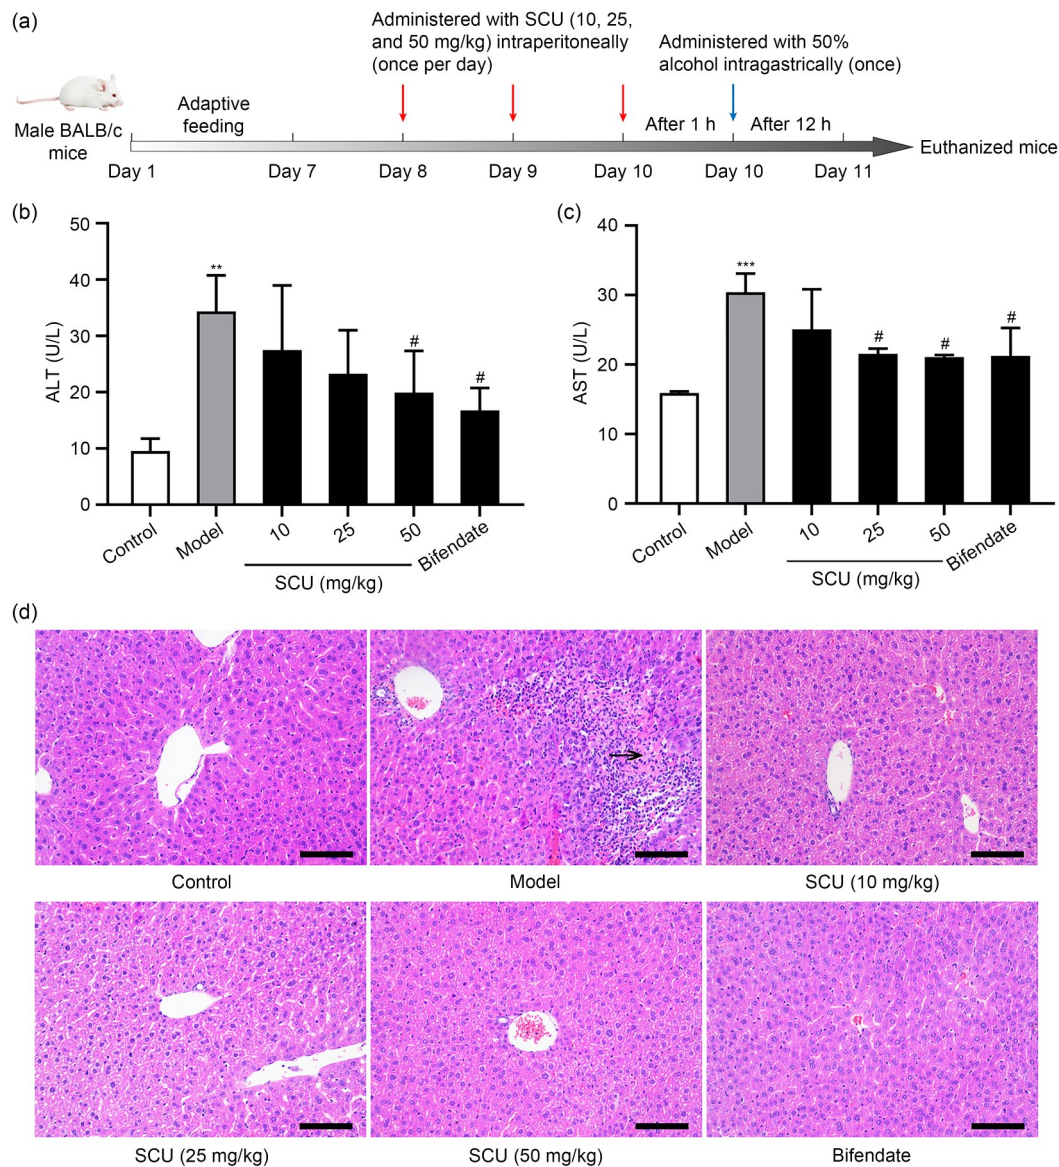 (a)
Administered with SCU (10, 25,
and 50 mg/kg) intraperitoneally
(once per day)
Administered with 50%
alcohol intragastrically (once)
Male BALB/c
mice
Adaptive
feeding
After 1 h
After 12 h
Euthanized mice
Day 1
Day 7
Day 8
Day 9
Day 10
Day 10
Day 11
(b)
50
40
30
20
10
0
ALT (U/L)
**
#
#
Control
Model
10
25
50
Bifendate
SCU (mg/kg)
(c)
40
30
20
10
0
AST (U/L)
***
#
#
#
Control
Model
10
25
50
Bifendate
SCU (mg/kg)
(d)
Control
Model
SCU (10 mg/kg)
SCU (25 mg/kg)
SCU (50 mg/kg)
Bifendate